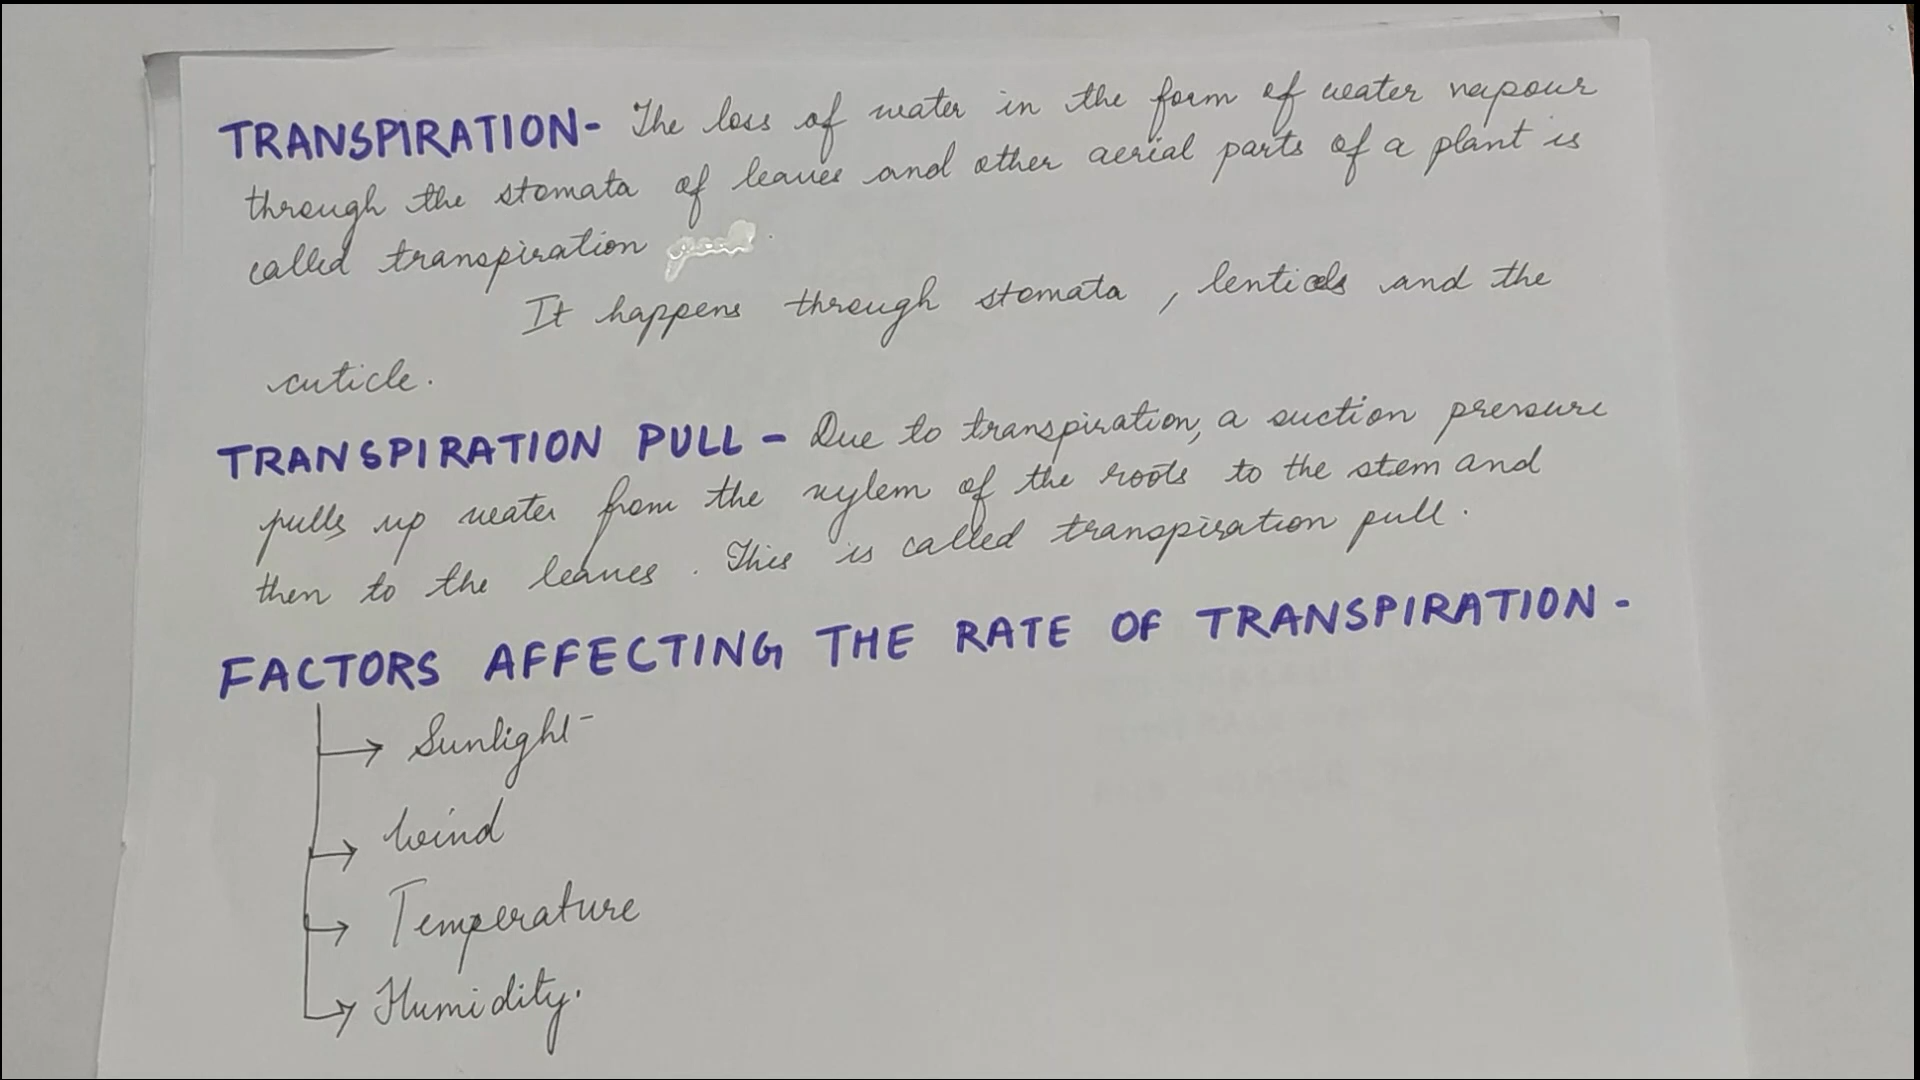 TRANSPIRATION- The loss of water in the form of water vapour
through the stomata of leaves and other aerial parts of a plant is
called transpiration
It happens through stomata, lenticels and the
cuticle.
TRANSPIRATION PULL - Due to transpiration, a suction pressure
pulls up water from the xylem of the roots to the stem and
then to the leaves. This is called transpiration pull.
FACTORS AFFECTING THE RATE OF TRANSPIRATION -
→ Sunlight-
→ Wind
→ Temperature
→ Humidity.